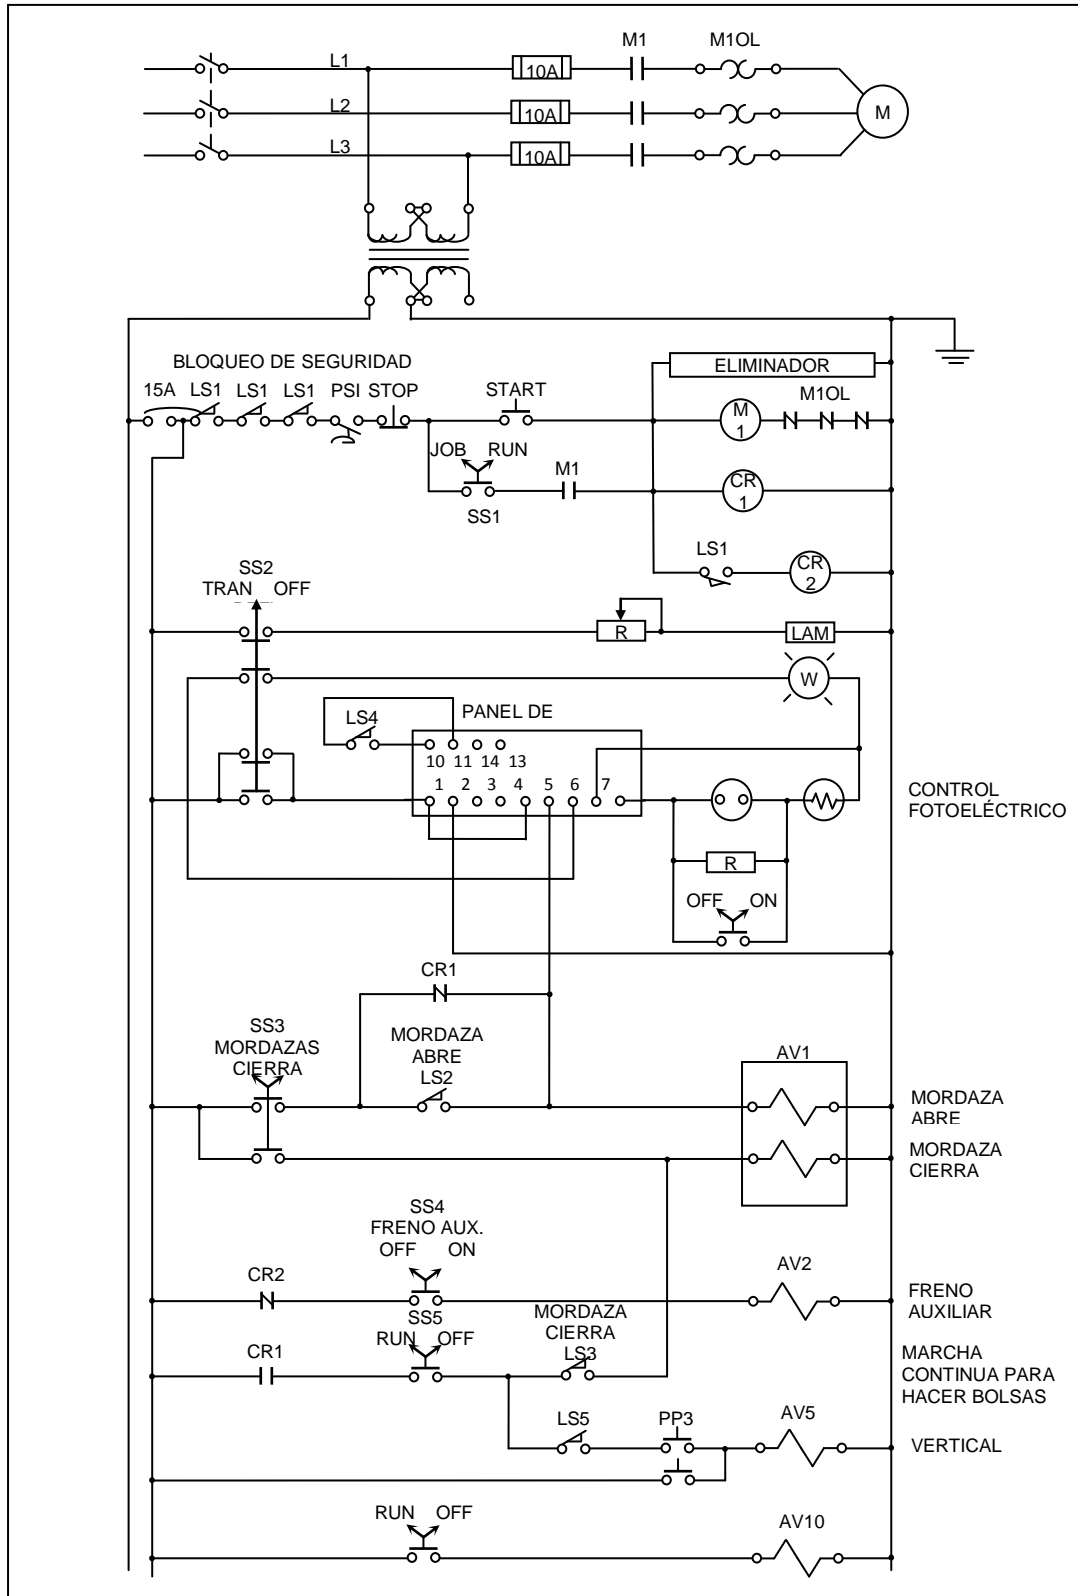 M1 M1OL
L1 10A
L2 10A M
L3 10A
BLOQUEO DE SEGURIDAD
ELIMINADOR
15A LS1 LS1 LS1 PSI STOP START M 1 M1OL
JOB RUN M1 CR 1
SS1
LS1 CR 2
SS2
TRAN OFF
R LAM
W
LS4 PANEL DE
10 11 14 13
1 2 3 4 5 6 7
CONTROL
FOTOELÉCTRICO
R
OFF ON
CR1
SS3
MORDAZAS
CIERRA
MORDAZA
ABRE
LS2
AV1
MORDAZA
ABRE
MORDAZA
CIERRA
SS4
FRENO AUX.
OFF ON
CR2 AV2
FRENO
AUXILIAR
SS5
RUN OFF
CR1
MORDAZA
CIERRA
LS3
MARCHA
CONTINUA PARA
HACER BOLSAS
LS5 PP3 AV5
VERTICAL
RUN OFF AV10